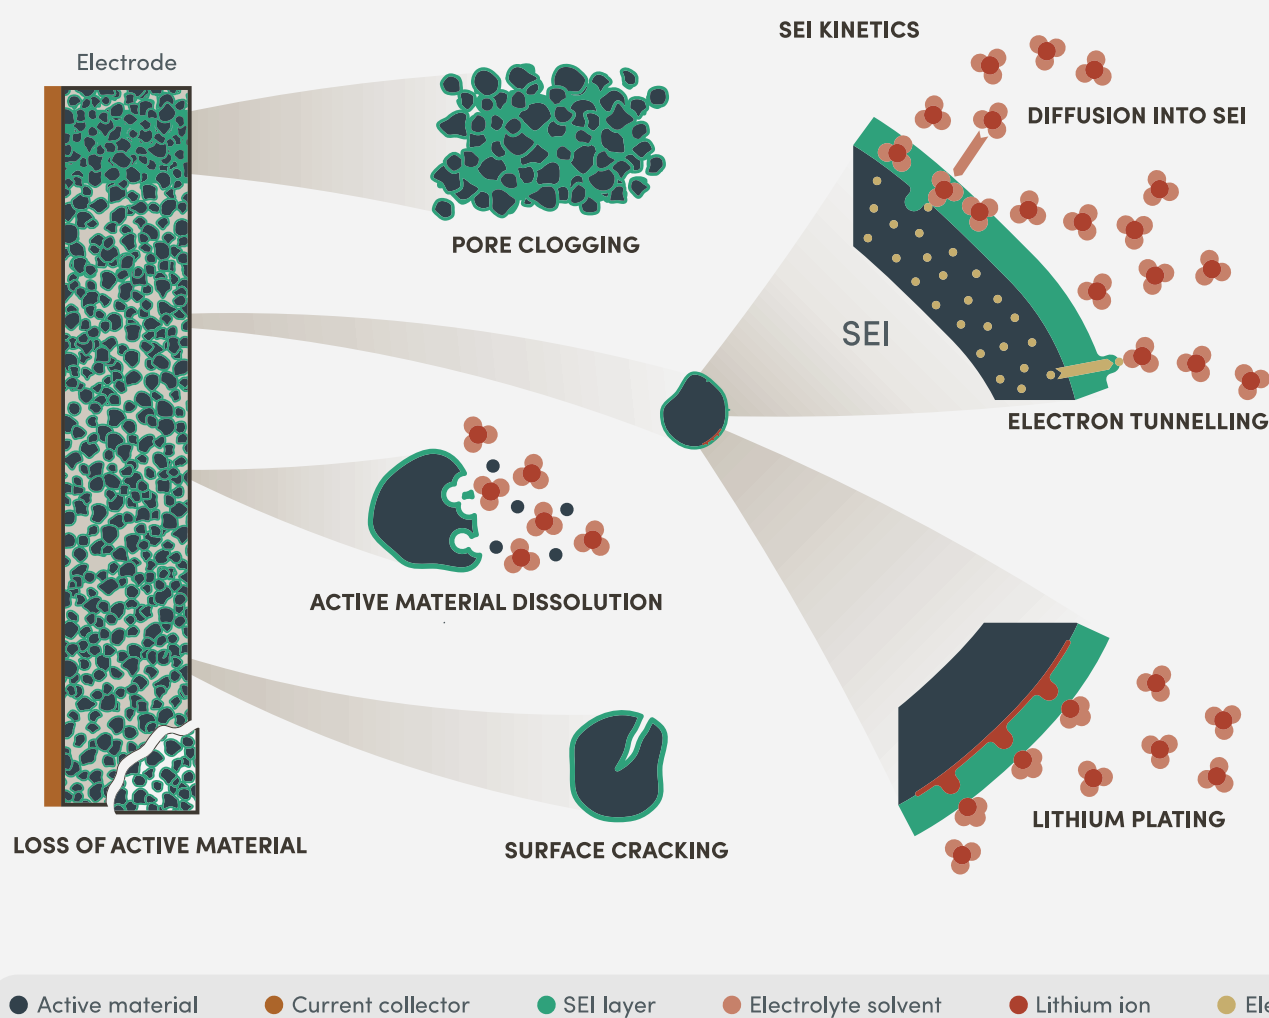 SEI KINETICS
Electrode
DIFFUSION INTO SEI
PORE CLOGGING
SEI
ELECTRON TUNNELLING
ACTIVE MATERIAL DISSOLUTION
LITHIUM PLATING
LOSS OF ACTIVE MATERIAL
SURFACE CRACKING
Active material
Current collector
SEI layer
Electrolyte solvent
Lithium ion